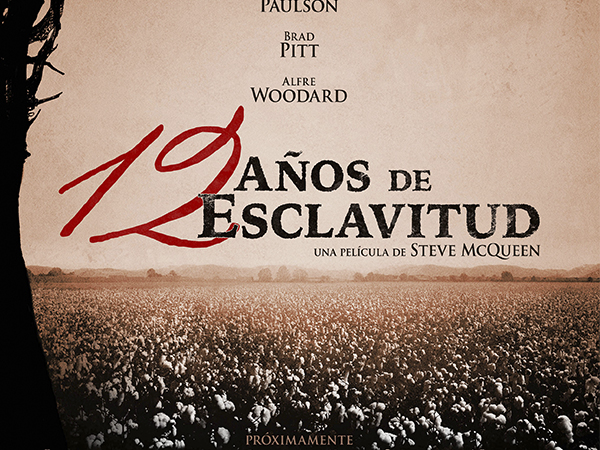 PAULSON
BRAD
PITT
ALFRE
WOODARD
12 AÑOS DE
ESCLAVITUD
UNA PELÍCULA DE STEVE MCQUEEN
PRÓXIMAMENTE